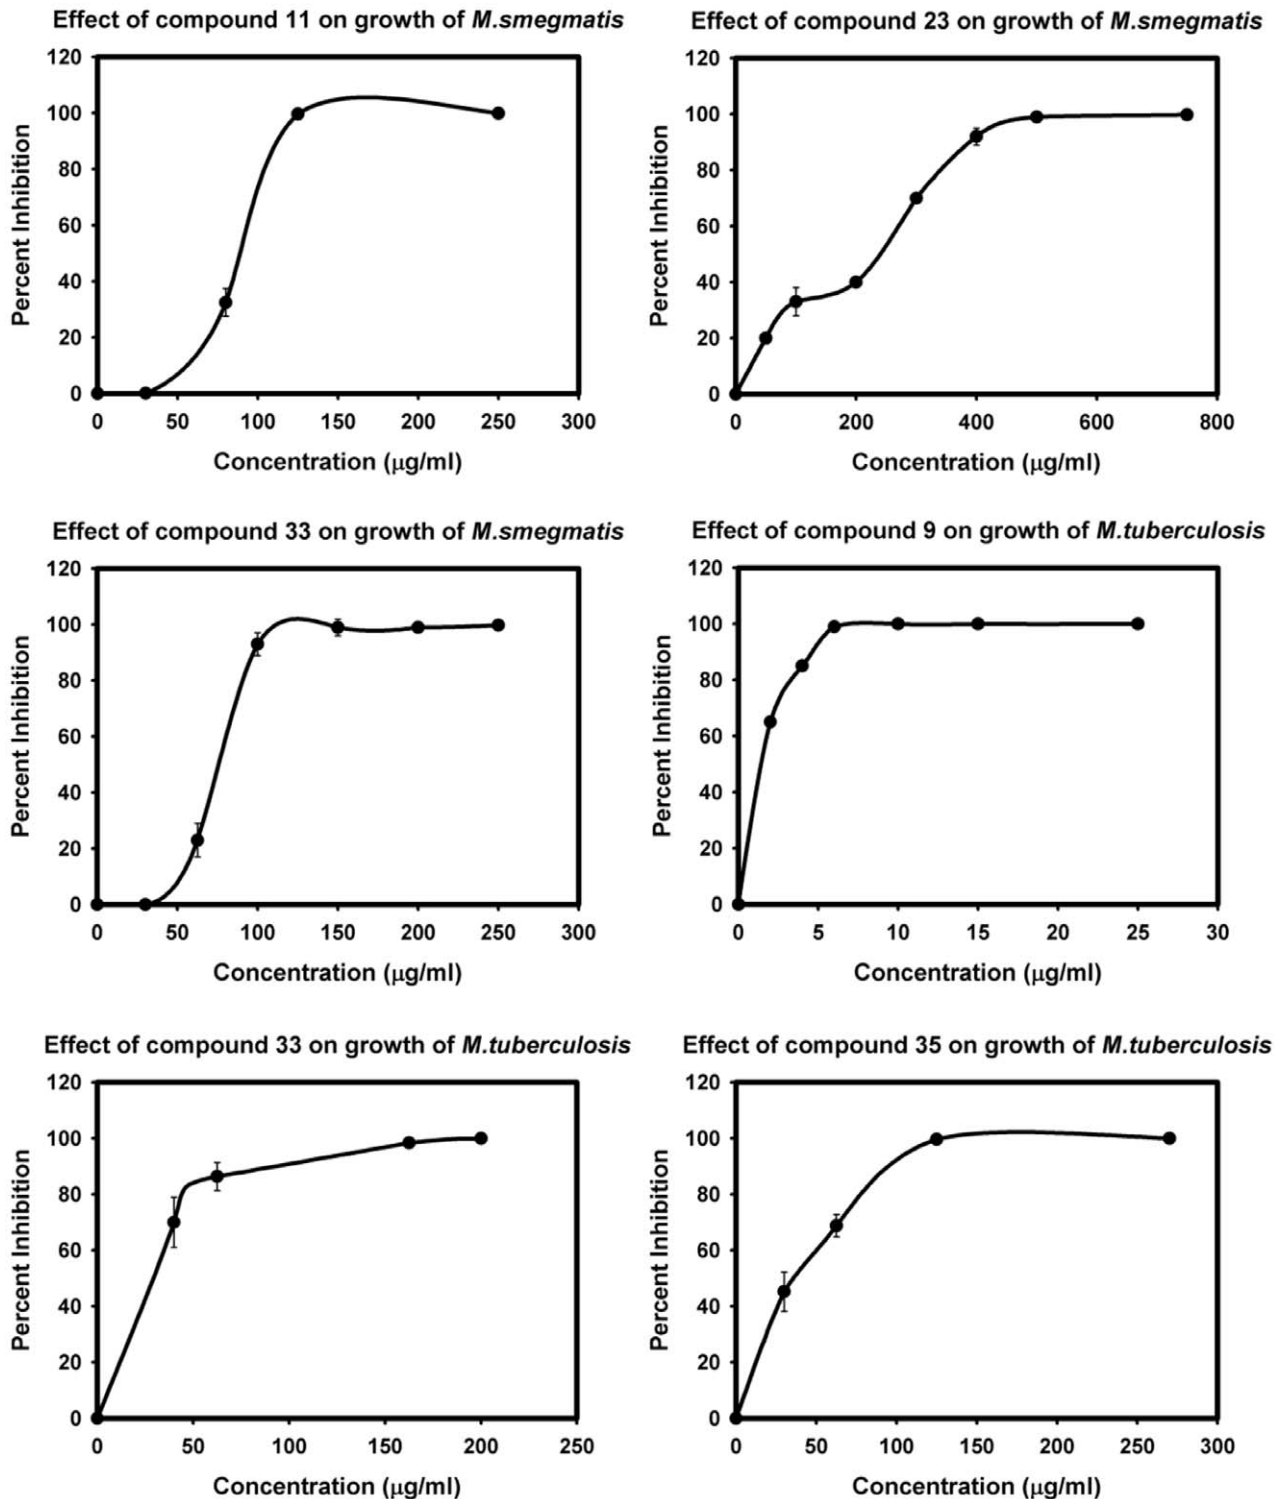 Effect of compound 11 on growth of M.smegmatis
120
100
80
60
40
20
0
Percent Inhibition
0 50 100 150 200 250 300
Concentration (μg/ml)
Effect of compound 23 on growth of M.smegmatis
120
100
80
60
40
20
0
Percent Inhibition
0 200 400 600 800
Concentration (μg/ml)
Effect of compound 33 on growth of M.smegmatis
120
100
80
60
40
20
0
Percent Inhibition
0 50 100 150 200 250 300
Concentration (μg/ml)
Effect of compound 9 on growth of M.tuberculosis
120
100
80
60
40
20
0
Percent Inhibition
0 5 10 15 20 25 30
Concentration (μg/ml)
Effect of compound 33 on growth of M.tuberculosis
120
100
80
60
40
20
0
Percent Inhibition
0 50 100 150 200 250
Concentration (μg/ml)
Effect of compound 35 on growth of M.tuberculosis
120
100
80
60
40
20
0
Percent Inhibition
0 50 100 150 200 250 300
Concentration (μg/ml)